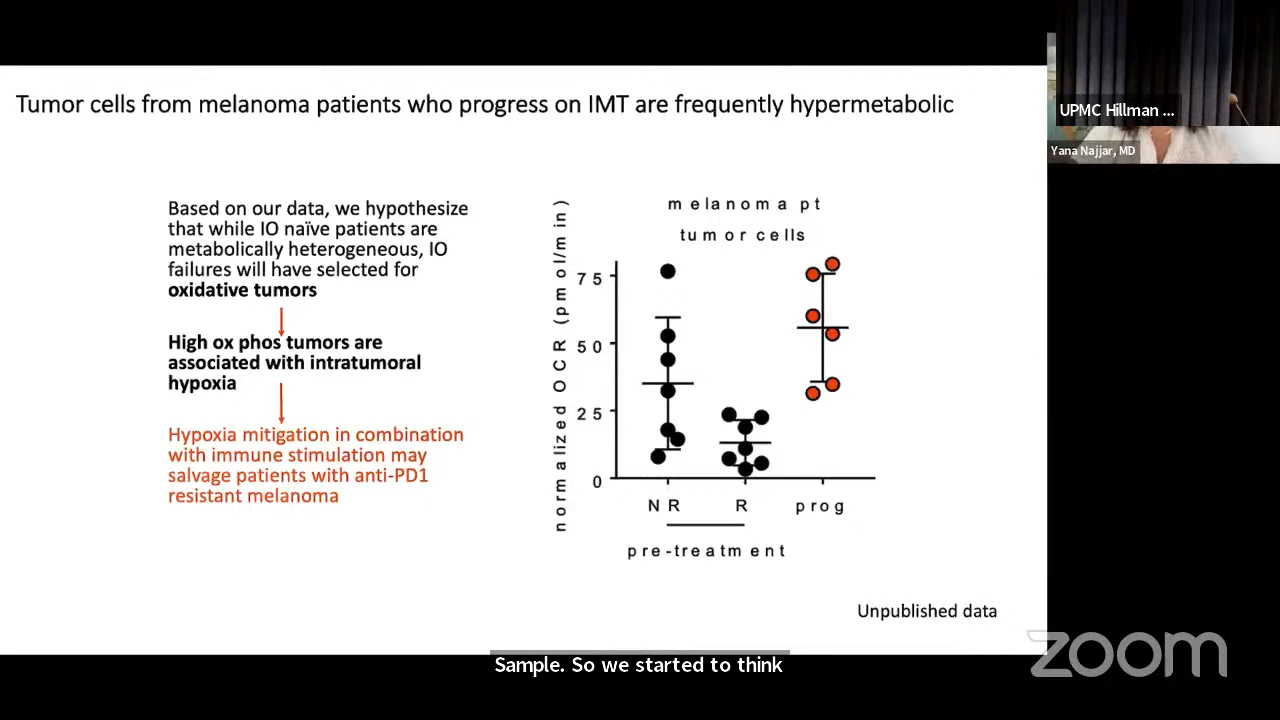 Tumor cells from melanoma patients who progress on IMT are frequently hypermetabolic
UPMC Hillman ...
Yana Najjar, MD
Based on our data, we hypothesize
that while IO naïve patients are
metabolically heterogeneous, IO
failures will have selected for
oxidative tumors
High ox phos tumors are
associated with intratumoral
hypoxia
Hypoxia mitigation in combination
with immune stimulation may
salvage patients with anti-PD1
resistant melanoma
melanoma pt
tumor cells
normalized OCR (pmol/min)
75
50
25
0
NR
R
prog
pre-treatment
Unpublished data
zoom
Sample. So we started to think